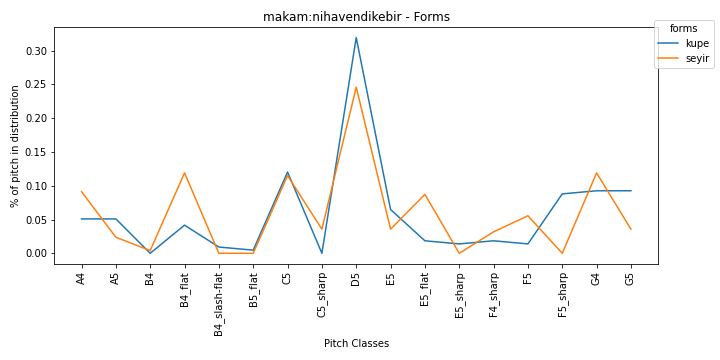 makam:nihavendikebir - Forms
forms
kupe
seyir
% of pitch in distribution
0.30
0.25
0.20
0.15
0.10
0.05
0.00
A4
A5
B4
B4_flat
B4_slash-flat
B5_flat
C5
C5_sharp
D5
E5
E5_flat
E5_sharp
F4_sharp
F5
F5_sharp
G4
G5
Pitch Classes